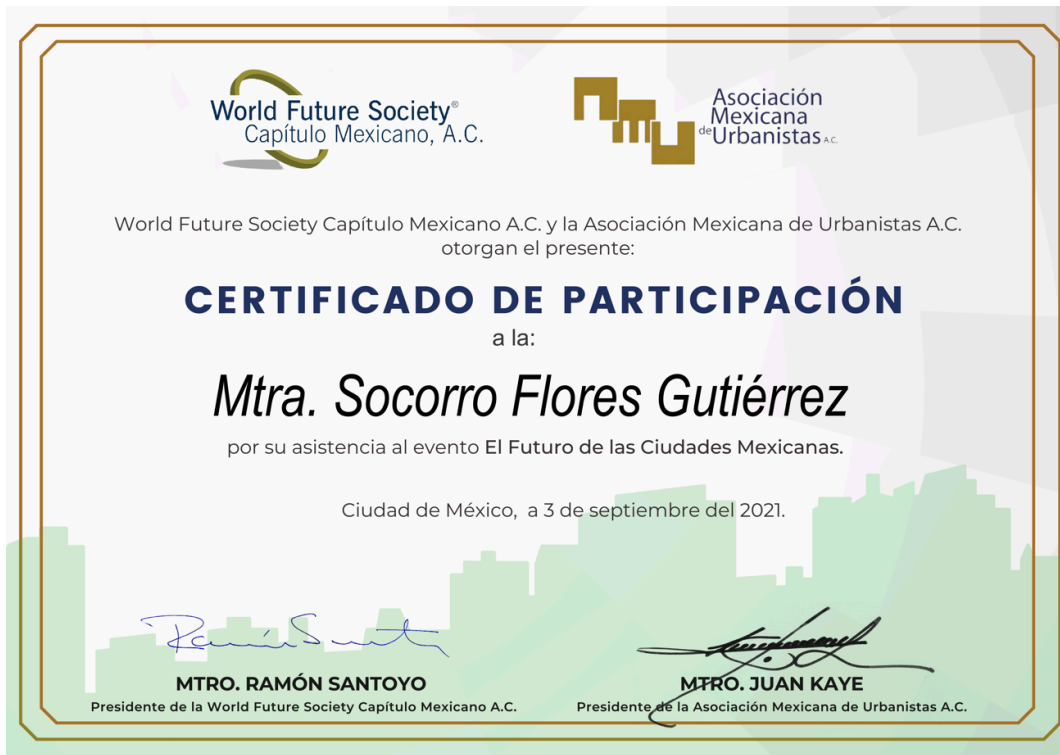 World Future Society®
Capítulo Mexicano, A.C.
Asociación
Mexicana
de Urbanistas A.C.
World Future Society Capítulo Mexicano A.C. y la Asociación Mexicana de Urbanistas A.C.
otorgan el presente:
CERTIFICADO DE PARTICIPACIÓN
a la:
Mtra. Socorro Flores Gutiérrez
por su asistencia al evento El Futuro de las Ciudades Mexicanas.
Ciudad de México, a 3 de septiembre del 2021.
MTRO. RAMÓN SANTOYO
Presidente de la World Future Society Capítulo Mexicano A.C.
MTRO. JUAN KAYE
Presidente de la Asociación Mexicana de Urbanistas A.C.